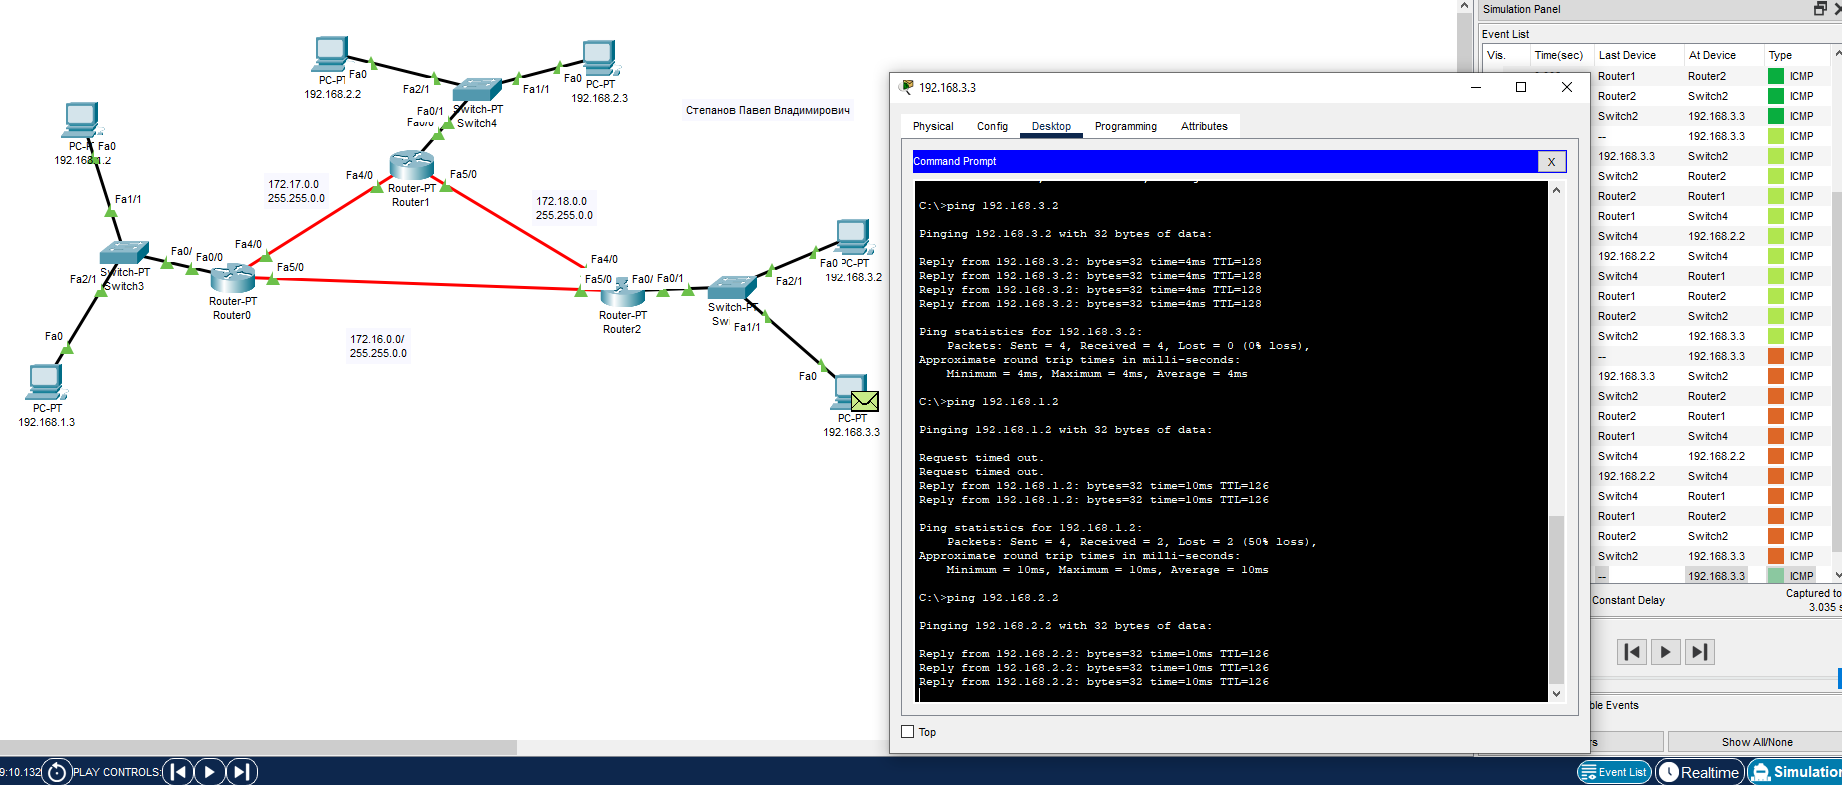 PC-PT
Fa0
192.168.2.2
Fa2/1
Fa0/1
Fa0/0
Switch-PT
Switch4
Fa1/1
Fa0
PC-PT
192.168.2.3
Степанов Павел Владимирович
Fa0
192.168.1.2
Fa1/1
172.17.0.0
255.255.0.0
Fa4/0
Fa5/0
Router-PT
Router1
172.18.0.0
255.255.0.0
Fa4/0
Fa5/0
Fa0/
Fa0/0
Switch-PT
Switch3
Fa2/1
Router-PT
Router0
Fa4/0
Fa5/0
Fa0/
Fa0/1
Router-PT
Router2
Switch-PT
Fa1/1
Fa2/1
Fa0
PC-PT
192.168.3.2
172.16.0.0/
255.255.0.0
Fa0
PC-PT
192.168.1.3
Fa0
PC-PT
192.168.3.3
192.168.3.3
Physical Config Desktop Programming Attributes
Command Prompt
X
C:\>ping 192.168.3.2
Pinging 192.168.3.2 with 32 bytes of data:
Reply from 192.168.3.2: bytes=32 time=4ms TTL=128
Reply from 192.168.3.2: bytes=32 time=4ms TTL=128
Reply from 192.168.3.2: bytes=32 time=4ms TTL=128
Reply from 192.168.3.2: bytes=32 time=4ms TTL=128
Ping statistics for 192.168.3.2:
Packets: Sent = 4, Received = 4, Lost = 0 (0% loss),
Approximate round trip times in milli-seconds:
Minimum = 4ms, Maximum = 4ms, Average = 4ms
C:\>ping 192.168.1.2
Pinging 192.168.1.2 with 32 bytes of data:
Request timed out.
Request timed out.
Reply from 192.168.1.2: bytes=32 time=10ms TTL=126
Reply from 192.168.1.2: bytes=32 time=10ms TTL=126
Ping statistics for 192.168.1.2:
Packets: Sent = 4, Received = 2, Lost = 2 (50% loss),
Approximate round trip times in milli-seconds:
Minimum = 10ms, Maximum = 10ms, Average = 10ms
C:\>ping 192.168.2.2
Pinging 192.168.2.2 with 32 bytes of data:
Reply from 192.168.2.2: bytes=32 time=10ms TTL=126
Reply from 192.168.2.2: bytes=32 time=10ms TTL=126
Reply from 192.168.2.2: bytes=32 time=10ms TTL=126
Top
Simulation Panel
Event List
Vis. Time(sec) Last Device At Device Type
Router1 Router2 ICMP
Router2 Switch2 ICMP
Switch2 192.168.3.3 ICMP
-- 192.168.3.3 ICMP
192.168.3.3 Switch2 ICMP
Switch2 Router2 ICMP
Router2 Router1 ICMP
Router1 Switch4 ICMP
Switch4 192.168.2.2 ICMP
192.168.2.2 Switch4 ICMP
Switch4 Router1 ICMP
Router1 Router2 ICMP
Router2 Switch2 ICMP
Switch2 192.168.3.3 ICMP
-- 192.168.3.3 ICMP
192.168.3.3 Switch2 ICMP
Switch2 Router2 ICMP
Router2 Router1 ICMP
Router1 Switch4 ICMP
Switch4 192.168.2.2 ICMP
192.168.2.2 Switch4 ICMP
Switch4 Router1 ICMP
Router1 Router2 ICMP
Router2 Switch2 ICMP
Switch2 192.168.3.3 ICMP
-- 192.168.3.3 ICMP
Constant Delay
Captured to
3.035 s
Events
Show All/None
9:10.132
PLAY CONTROLS:
Event List
Realtime
Simulation